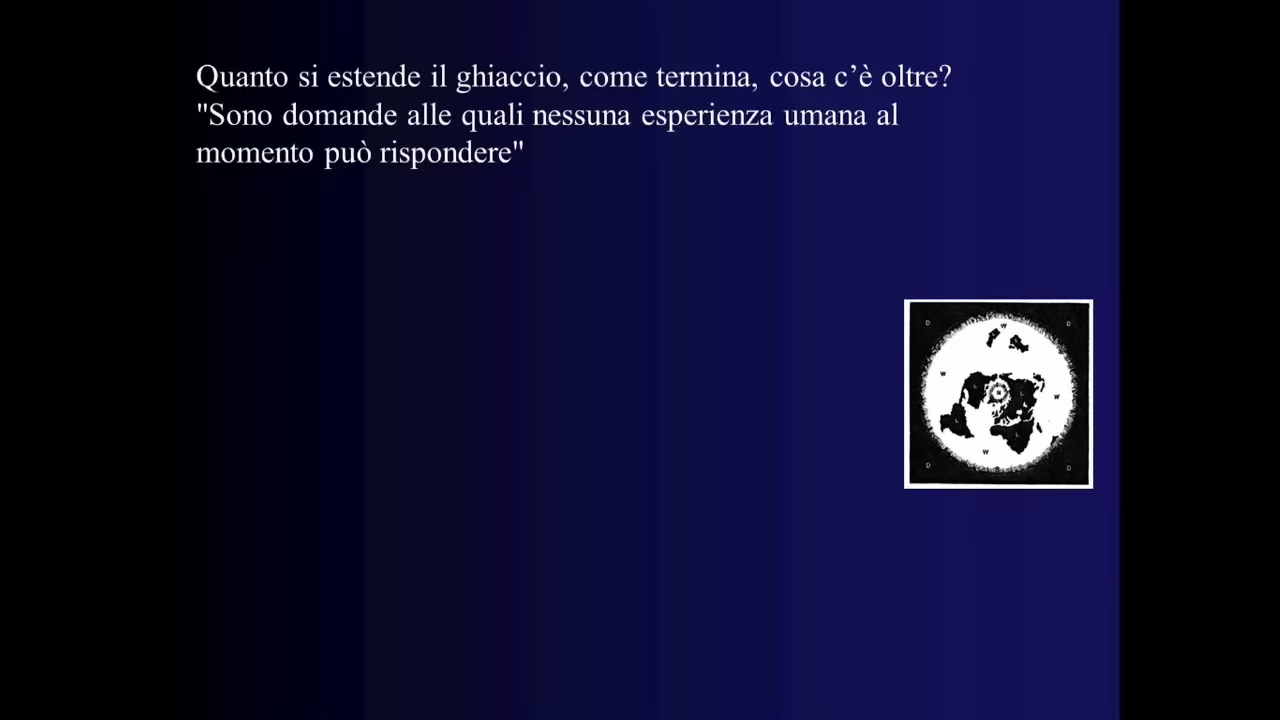 Quanto si estende il ghiaccio, come termina, cosa c’è oltre?
"Sono domande alle quali nessuna esperienza umana al
momento può rispondere"
D W D
W
L N L
W
L
L
W
D D